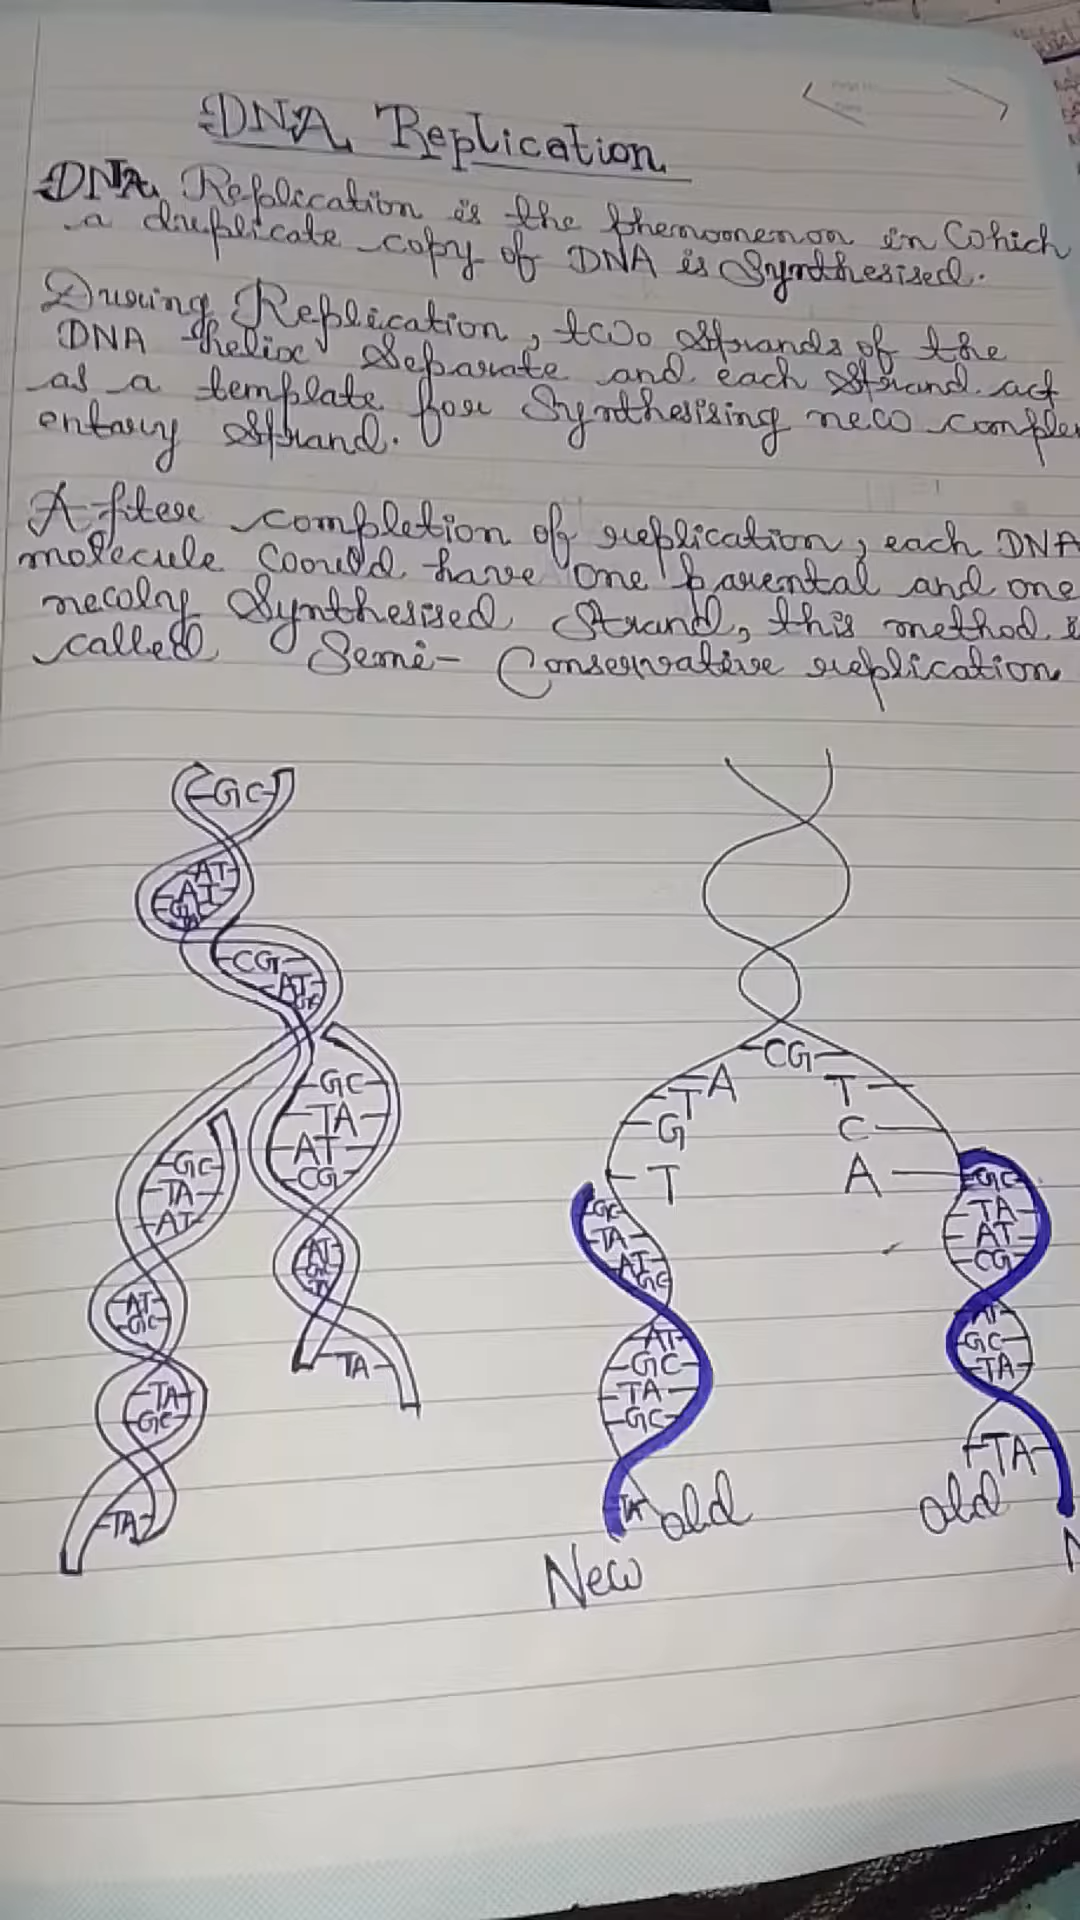 DNA Replication
DNA Replication is the phenomenon in which
a duplicate copy of DNA is Synthesised.
During Replication, two strands of the
DNA helix Separate and each strand act
as a template for Synthesising new complem
entary strand.
After completion of replication, each DNA
molecule would have one parental and one
newly Synthesised Strand, this method i
called Semi-Conservative replication
GC
AT
AT
G
TA
CG
AT
GC
GC
TA
AT
CG
AT
GC
TA
TA
GC
TA
AT
AT
GC
TA
GC
TA
CG
A
T
T
G
C
T
A
GC
TA
AT
GC
AT
GC
TA
GC
TA
old
New
GC
TA
AT
CG
AT
GC
TA
TA
old
N